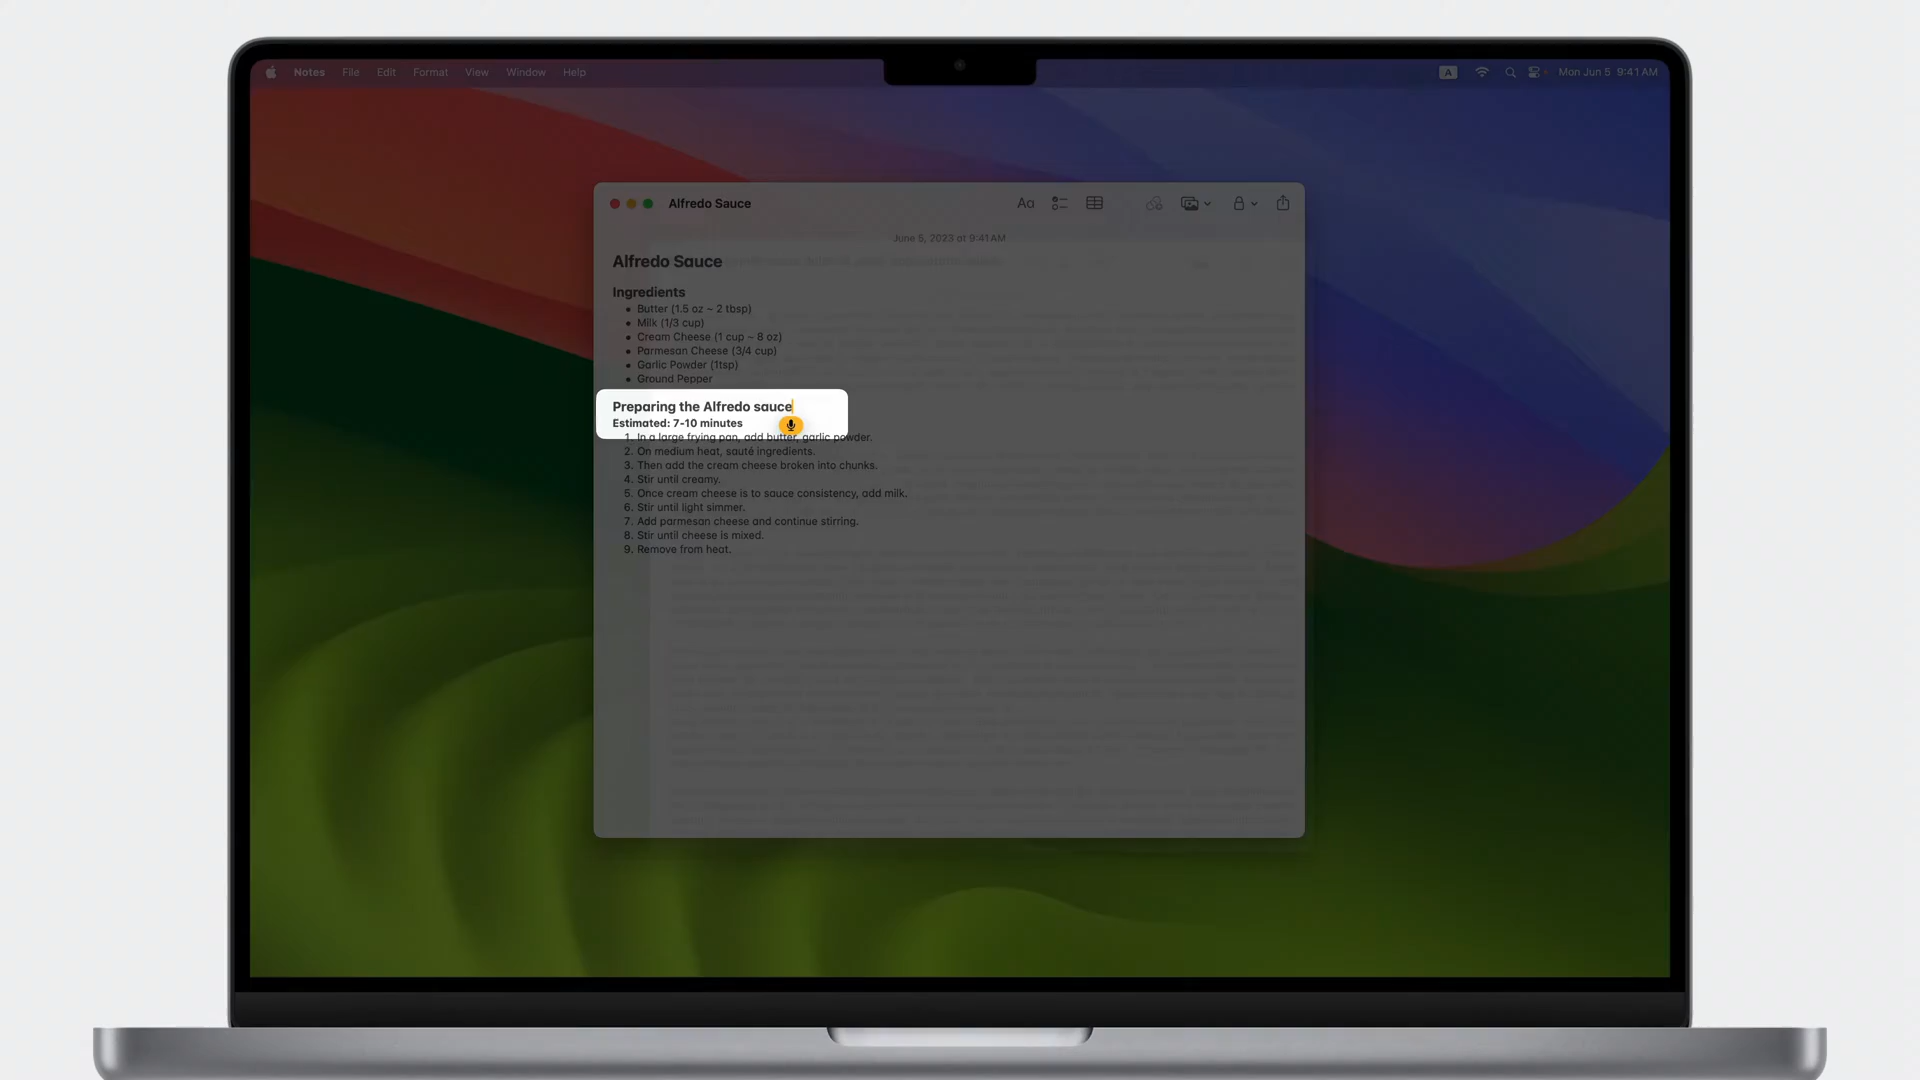 Notes File Edit Format View Window Help
A Mon Jun 5 9:41 AM
Alfredo Sauce
Aa
June 5, 2023 at 9:41 AM
Alfredo Sauce
Ingredients
• Butter (1.5 oz ~ 2 tbsp)
• Milk (1/3 cup)
• Cream Cheese (1 cup ~ 8 oz)
• Parmesan Cheese (3/4 cup)
• Garlic Powder (1tsp)
• Ground Pepper
Preparing the Alfredo sauce
Estimated: 7-10 minutes
1. In a large frying pan, add butter, garlic powder.
2. On medium heat, sauté ingredients.
3. Then add the cream cheese broken into chunks.
4. Stir until creamy.
5. Once cream cheese is to sauce consistency, add milk.
6. Stir until light simmer.
7. Add parmesan cheese and continue stirring.
8. Stir until cheese is mixed.
9. Remove from heat.